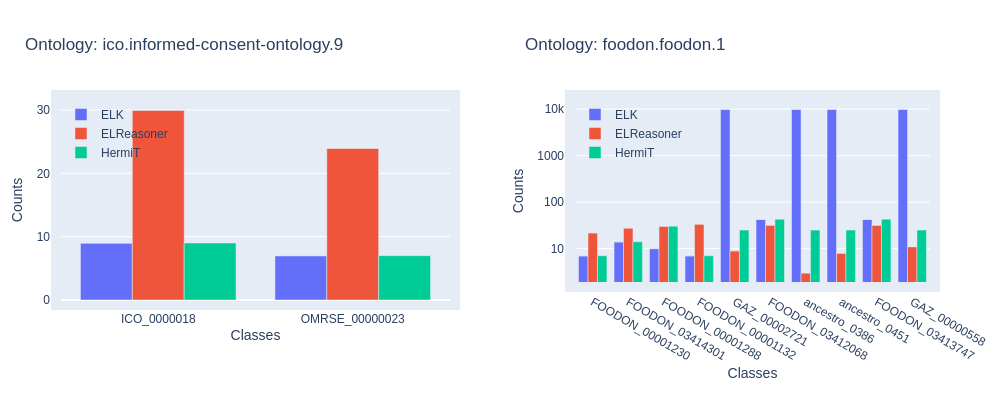 Ontology: ico.informed-consent-ontology.9
30
20
10
0
Counts
ELK
ELReasoner
HermiT
ICO_0000018
OMRSE_00000023
Classes
Ontology: foodon.foodon.1
10k
1000
100
10
Counts
ELK
ELReasoner
HermiT
FOODON_00001230
FOODON_03414301
FOODON_00001288
FOODON_00001132
GAZ_00002721
FOODON_03412068
ancestro_0386
ancestro_0451
FOODON_03413747
GAZ_00000558
Classes